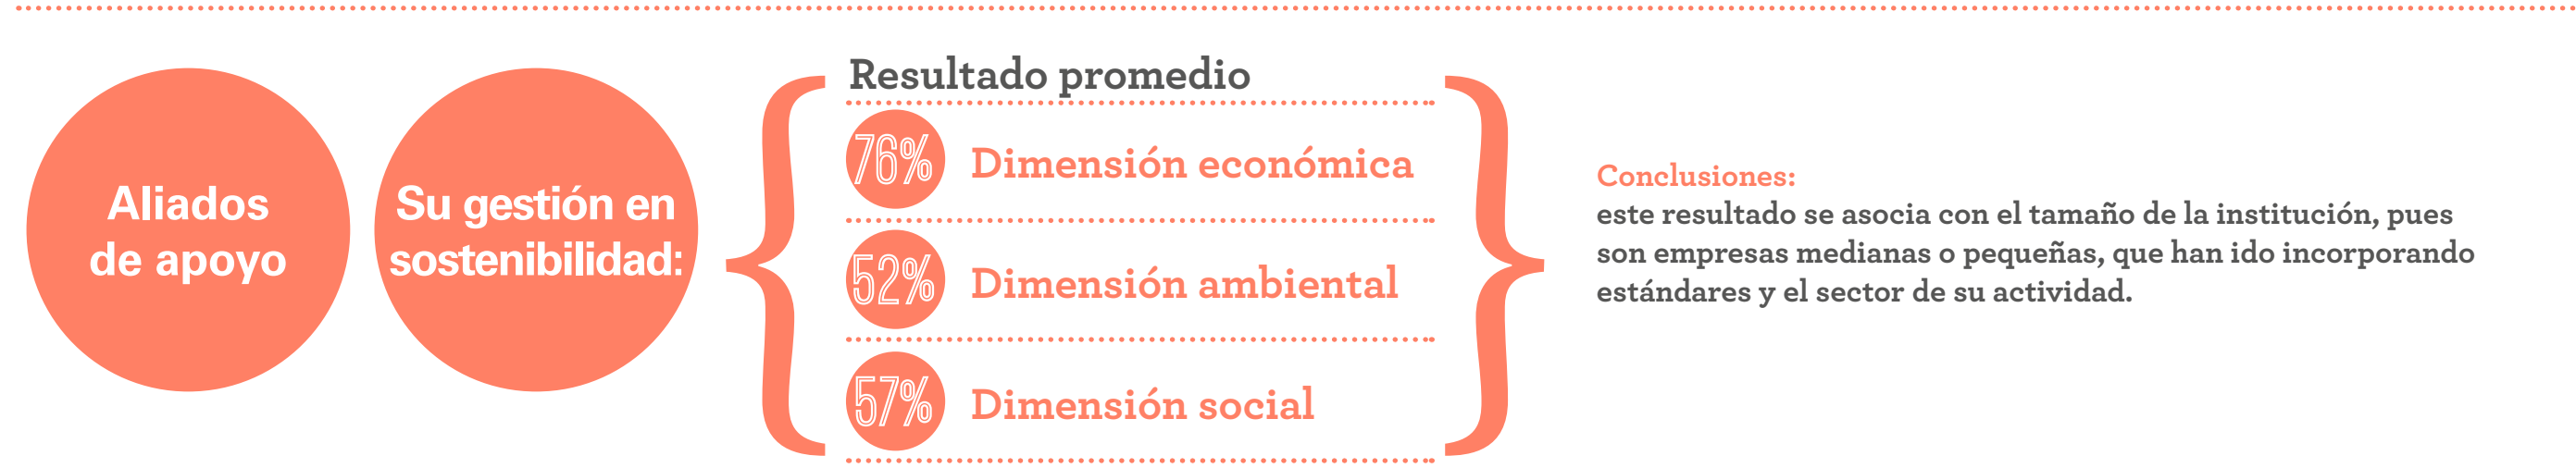 Aliados
de apoyo
Su gestión en
sostenibilidad:
Resultado promedio
76% Dimensión económica
52% Dimensión ambiental
57% Dimensión social
Conclusiones:
este resultado se asocia con el tamaño de la institución, pues
son empresas medianas o pequeñas, que han ido incorporando
estándares y el sector de su actividad.